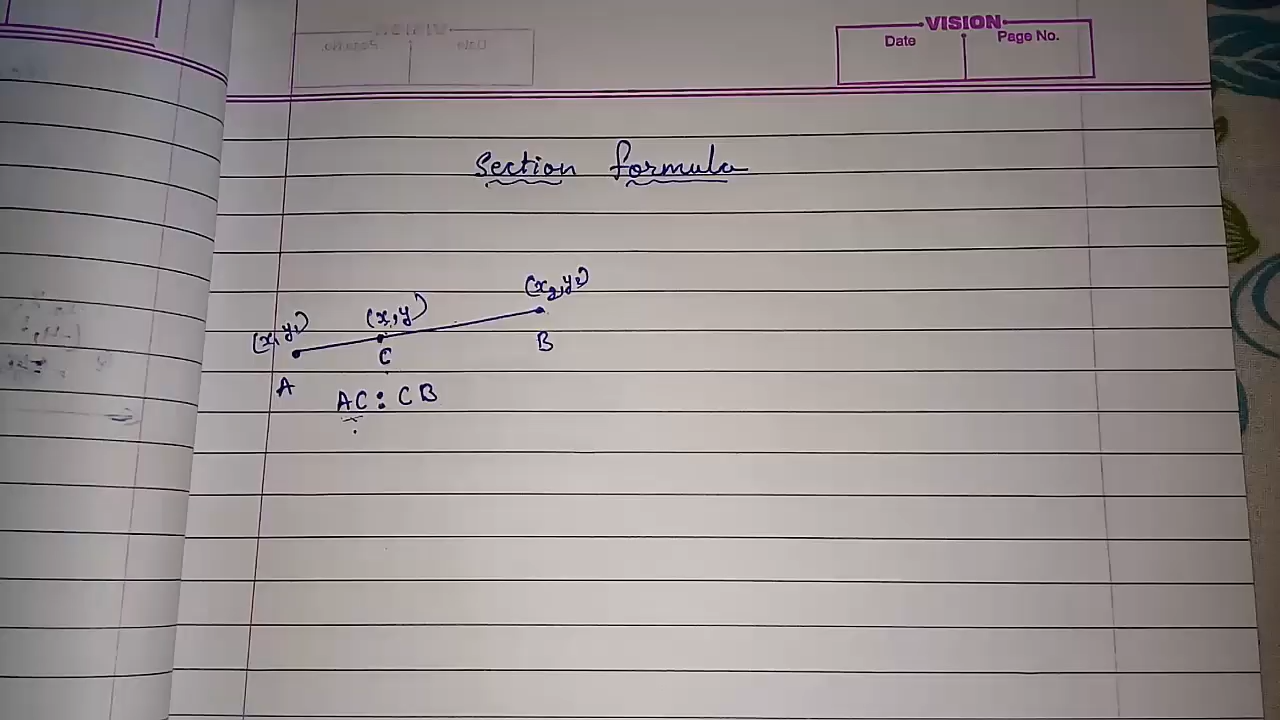 VISION
Date Page No.
Section formula
(x₂,y₂)
(x,y)
(x₁,y₁)
B
C
A
AC : CB